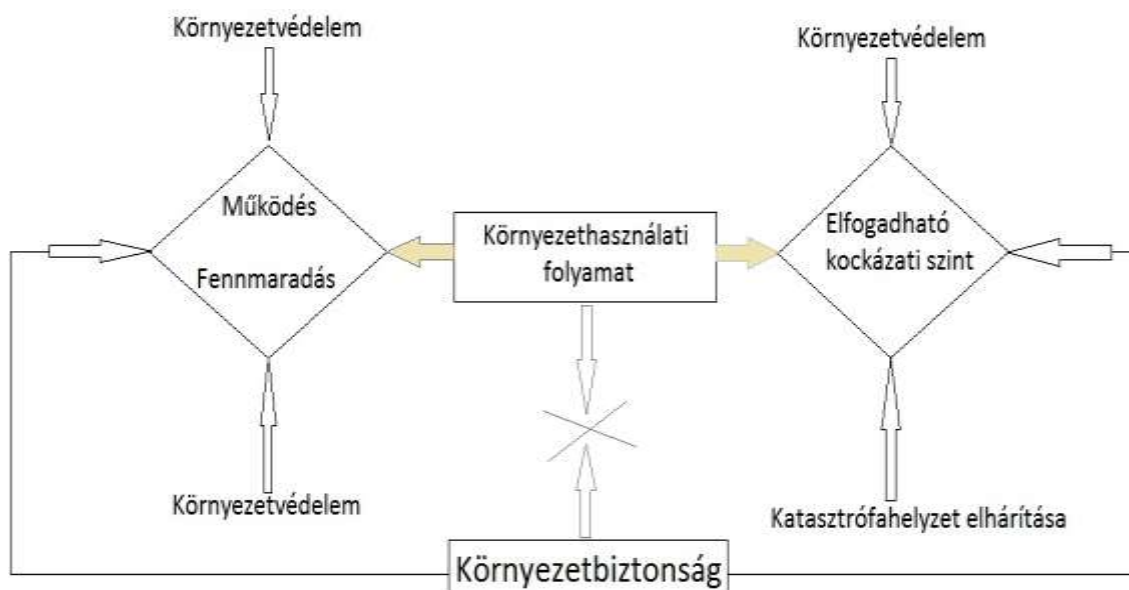 Környezetvédelem
Környezetvédelem
Működés
Fennmaradás
Környezethasználati
folyamat
Elfogadható
kockázati szint
Környezetvédelem
Katasztrófahelyzet elhárítása
Környezetbiztonság